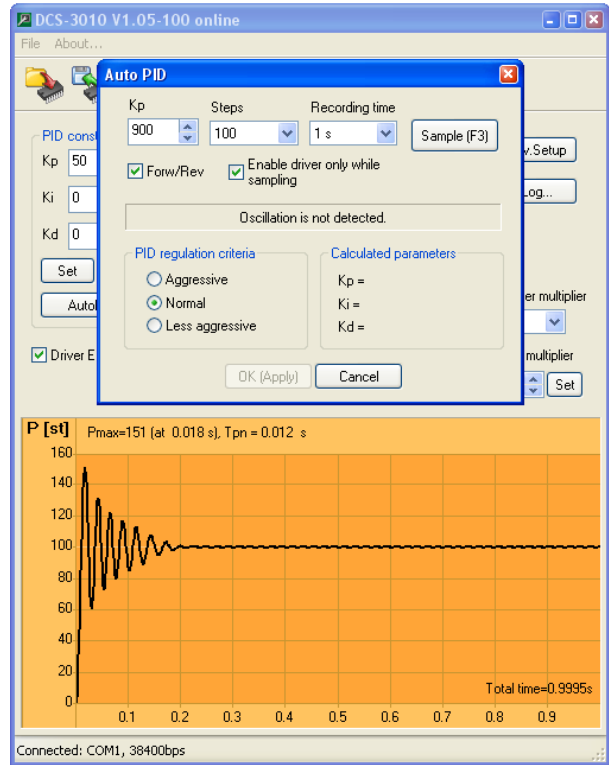 DCS-3010 V1.05-100 online
File About...
Auto PID
Kp Steps Recording time
900 100 1 s Sample (F3)
Forw/Rev Enable driver only while sampling
Oscillation is not detected.
PID regulation criteria
Aggressive
Normal
Less aggressive
Calculated parameters
Kp =
Ki =
Kd =
OK (Apply) Cancel
PID const
Kp 50
Ki 0
Kd 0
Set
Autol
Driver E
v.Setup
Log...
er multiplier
multiplier
Set
P [st] Pmax=151 (at 0.018 s), Tpn = 0.012 s
160
140
120
100
80
60
40
20
0
Total time=0.9995s
0.1 0.2 0.3 0.4 0.5 0.6 0.7 0.8 0.9
Connected: COM1, 38400bps